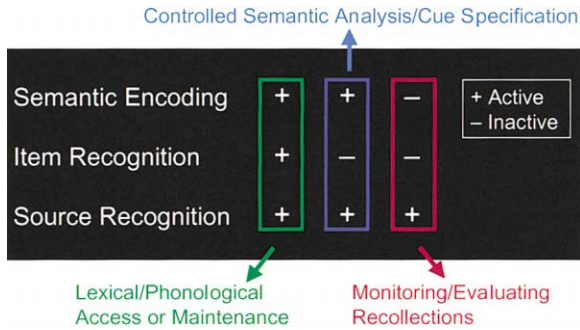 Controlled Semantic Analysis/Cue Specification
Semantic Encoding + + –
+ Active
– Inactive
Item Recognition + – –
Source Recognition + + +
Lexical/Phonological
Access or Maintenance
Monitoring/Evaluating
Recollections